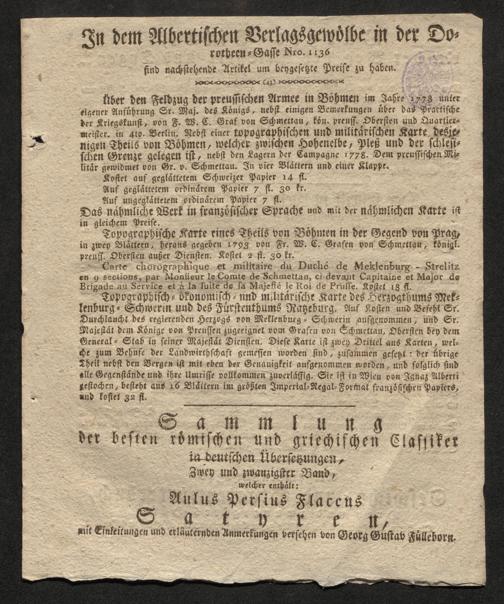 In dem Albertischen Verlagsgewölbe in der Do-
rotheen-Gasse Nro. 1136
sind nachstehende Artikel um beygesetzte Preise zu haben.
(41)
Über den Feldzug der preussischen Armee in Böhmen im Jahre 1778 unter
eigener Anführung Sr. Maj. des Königs, nebst einigen Bemerkungen über das Practische
der Kriegskunst, von F. W. C. Graf von Schmettau, kön. preuß. Obersten und Quartier-
meister. in 4to. Berlin. Nebst einer topographischen und militärischen Karte desje-
nigen Theils von Böhmen, welcher zwischen Hohenelbe, Pleß und der schlesi-
schen Grenze gelegen ist, nebst den Lagern der Campagne 1778. Dem preussischen Mi-
litär gewidmet von Gr. v. Schmettau. In vier Blättern und einer Klappe.
Kostet auf geglättetem Schweizer Papier 14 fl.
Auf geglättetem ordinärem Papier 7 fl. 30 kr.
Auf ungeglättetem ordinärem Papier 7 fl.
Das nähmliche Werk in französischer Sprache und mit der nähmlichen Karte ist
in gleichem Preise.
Topographische Karte eines Theils von Böhmen in der Gegend von Prag,
in zwey Blättern, heraus gegeben 1793 von Fr. W. C. Grafen von Schmettau, königl.
preuß. Obersten außer Diensten. Kostet 2 fl. 30 kr.
Carte chorographique et militaire du Duché de Meklenburg-Strelitz
en 9 sections, par Monsieur le Comte de Schmettau, ci devant Capitaine et Major de
Brigade au Service et à la suite de sa Majesté le Roi de Prusse. Kostet 18 fl.
Topographisch-ökonomisch- und militärische Karte des Herzogthums Mek-
lenburg-Schwerin und des Fürstenthums Ratzeburg. Auf Kosten und Befehl Sr.
Durchlaucht des regierenden Herzogs von Meklenburg-Schwerin aufgenommen, und Sr.
Majestät dem Könige von Preußen zugeeignet vom Grafen von Schmettau, Obersten bey dem
General-Stab in seiner Majestät Diensten. Diese Karte ist zwey Drittel aus Karten, wel-
che zum Behufe der Landwirthschaft gemessen worden sind, zusammen gesetzt: der übrige
Theil nebst den Bergen ist mit eben der Genauigkeit aufgenommen worden, und folglich sind
alle Gegenstände und ihre Umrisse vollkommen zuverlässig. Sie ist in Wien von Ignaz Alberti
gestochen, besteht aus 16 Blättern im größten Imperial-Regal-Format französischen Papiers,
und kostet 32 fl.
Sammlung
der besten römischen und griechischen Classiker
in deutschen Übersetzungen,
Zwey und zwanzigster Band,
welcher enthält:
Aulus Persius Flaccus
Satyren,
mit Einleitungen und erläuternden Anmerkungen versehen von Georg Gustav Fülleborn.